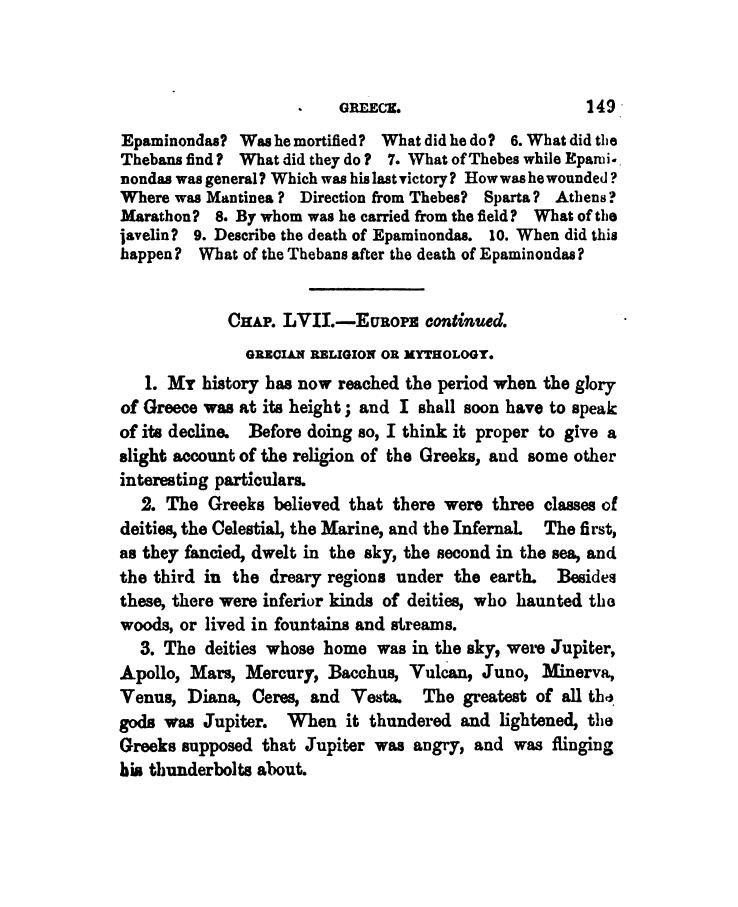 GREECE. 149
Epaminondas? Was he mortified? What did he do? 6. What did the
Thebans find? What did they do? 7. What of Thebes while Epami-
nondas was general? Which was his last victory? How was he wounded?
Where was Mantinea? Direction from Thebes? Sparta? Athens?
Marathon? 8. By whom was he carried from the field? What of the
javelin? 9. Describe the death of Epaminondas. 10. When did this
happen? What of the Thebans after the death of Epaminondas?
CHAP. LVII.—EUROPE continued.
GRECIAN RELIGION OR MYTHOLOGY.
1. MY history has now reached the period when the glory
of Greece was at its height; and I shall soon have to speak
of its decline. Before doing so, I think it proper to give a
slight account of the religion of the Greeks, and some other
interesting particulars.
2. The Greeks believed that there were three classes of
deities, the Celestial, the Marine, and the Infernal. The first,
as they fancied, dwelt in the sky, the second in the sea, and
the third in the dreary regions under the earth. Besides
these, there were inferior kinds of deities, who haunted the
woods, or lived in fountains and streams.
3. The deities whose home was in the sky, were Jupiter,
Apollo, Mars, Mercury, Bacchus, Vulcan, Juno, Minerva,
Venus, Diana, Ceres, and Vesta. The greatest of all the
gods was Jupiter. When it thundered and lightened, the
Greeks supposed that Jupiter was angry, and was flinging
his thunderbolts about.